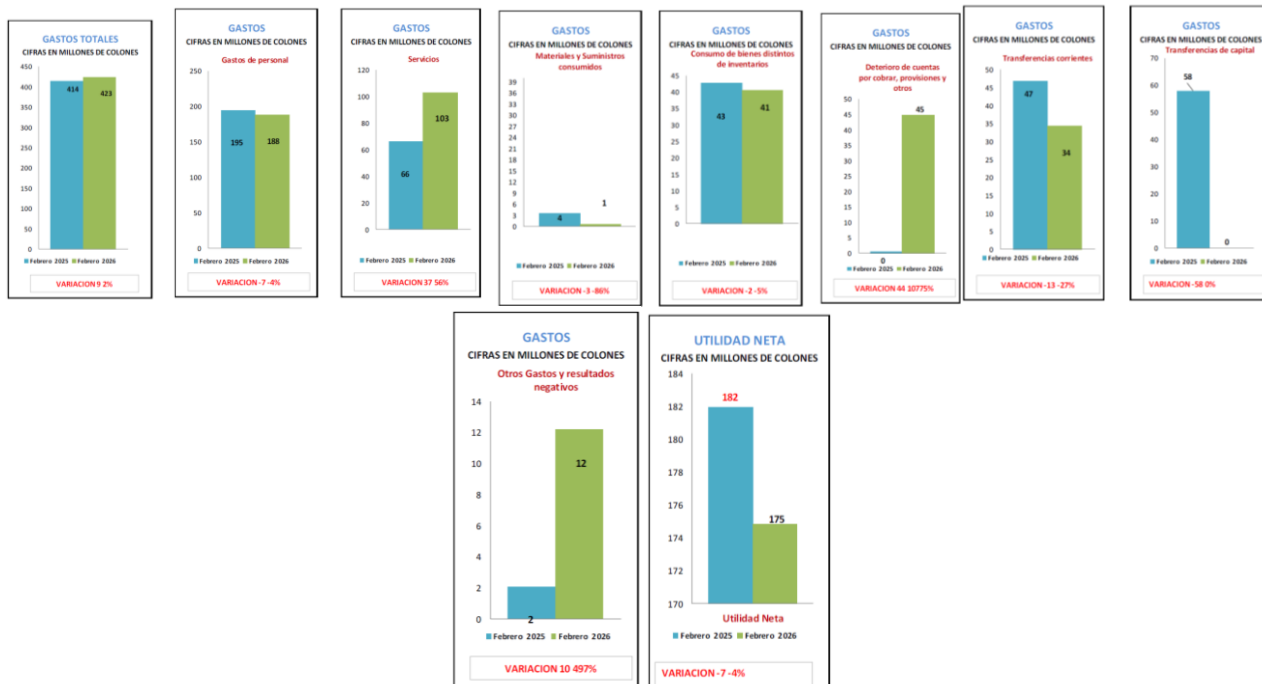 GASTOS TOTALES
CIFRAS EN MILLONES DE COLONES
450
400
350
300
250
200
150
100
50
0
414
423
Febrero 2025
Febrero 2026
VARIACION 9 2%
GASTOS
CIFRAS EN MILLONES DE COLONES
Gastos de personal
250
200
150
100
50
0
195
188
Febrero 2025
Febrero 2026
VARIACION -7 -4%
GASTOS
CIFRAS EN MILLONES DE COLONES
Servicios
120
100
80
60
40
20
0
66
103
Febrero 2025
Febrero 2026
VARIACION 37 56%
GASTOS
CIFRAS EN MILLONES DE COLONES
Materiales y Suministros
consumidos
39
36
33
30
27
24
21
18
15
12
9
6
3
0
4
1
Febrero 2025
Febrero 2026
VARIACION -3 -86%
GASTOS
CIFRAS EN MILLONES DE COLONES
Consumo de bienes distintos
de inventarios
45
40
35
30
25
20
15
10
5
0
43
41
Febrero 2025
Febrero 2026
VARIACION -2 -5%
GASTOS
CIFRAS EN MILLONES DE COLONES
Deterioro de cuentas
por cobrar, provisiones y
otros
50
45
40
35
30
25
20
15
10
5
0
0
45
Febrero 2025
Febrero 2026
VARIACION 44 10775%
GASTOS
CIFRAS EN MILLONES DE COLONES
Transferencias corrientes
50
45
40
35
30
25
20
15
10
5
0
47
34
Febrero 2025
Febrero 2026
VARIACION -13 -27%
GASTOS
CIFRAS EN MILLONES DE COLONES
Transferencias de capital
70
60
50
40
30
20
10
0
58
0
Febrero 2025
Febrero 2026
VARIACION -58 0%
GASTOS
CIFRAS EN MILLONES DE COLONES
Otros Gastos y resultados
negativos
14
12
10
8
6
4
2
0
2
12
Febrero 2025
Febrero 2026
VARIACION 10 497%
UTILIDAD NETA
CIFRAS EN MILLONES DE COLONES
184
182
180
178
176
174
172
170
182
175
Utilidad Neta
Febrero 2025
Febrero 2026
VARIACION -7 -4%